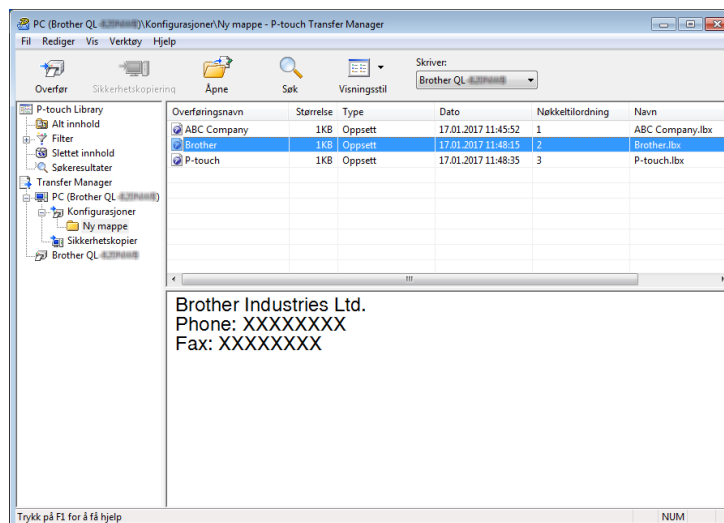 PC (Brother QL-)\Konfigurasjoner\Ny mappe - P-touch Transfer Manager
Fil Rediger Vis Verktøy Hjelp
Overfør Sikkerhetskopiering Åpne Søk Visningsstil
Skriver:
Brother QL-
P-touch Library
Alt innhold
Filter
Slettet innhold
Søkeresultater
Transfer Manager
PC (Brother QL-)
Konfigurasjoner
Ny mappe
Sikkerhetskopier
Brother QL-
Overføringsnavn Størrelse Type Dato Nøkkeltilordning Navn
ABC Company 1KB Oppsett 17.01.2017 11:45:52 1 ABC Company.lbx
Brother 1KB Oppsett 17.01.2017 11:48:15 2 Brother.lbx
P-touch 1KB Oppsett 17.01.2017 11:48:35 3 P-touch.lbx
Brother Industries Ltd.
Phone: XXXXXXXX
Fax: XXXXXXXX
Trykk på F1 for å få hjelp
NUM